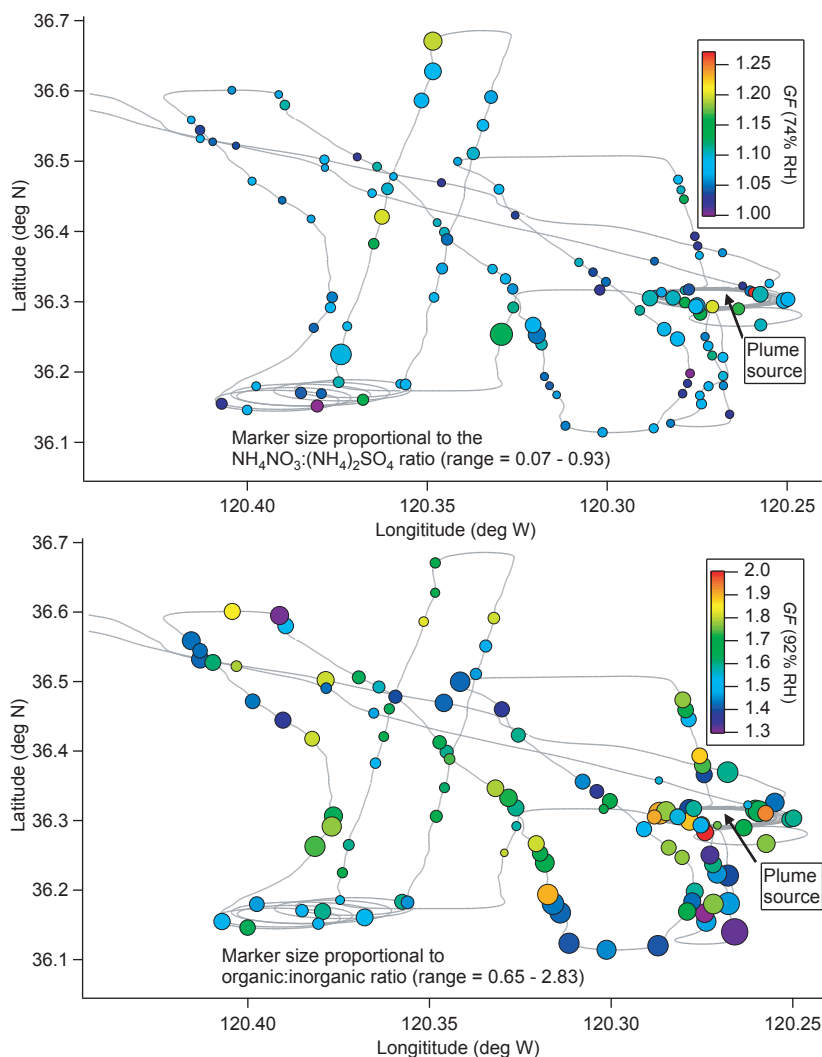 36.7
36.6
36.5
36.4
36.3
36.2
36.1
Latitude (deg N)
GF (74% RH)
1.25
1.20
1.15
1.10
1.05
1.00
Plume
source
Marker size proportional to the
NH4NO3:(NH4)2SO4 ratio (range = 0.07 - 0.93)
120.40
120.35
120.30
120.25
Longititude (deg W)
36.7
36.6
36.5
36.4
36.3
36.2
36.1
Latitude (deg N)
GF (92% RH)
2.0
1.9
1.8
1.7
1.6
1.5
1.4
1.3
Plume
source
Marker size proportional to
organic:inorganic ratio (range = 0.65 - 2.83)
120.40
120.35
120.30
120.25
Longititude (deg W)